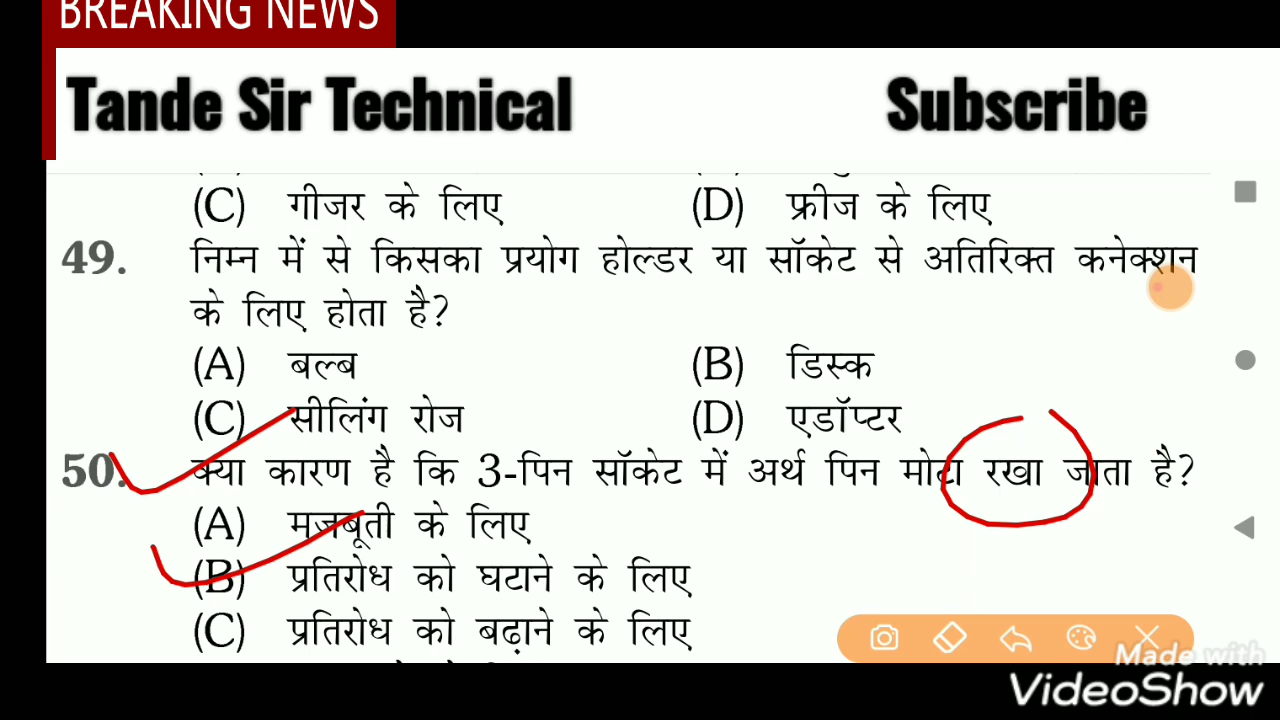 BREAKING NEWS
Tande Sir Technical Subscribe
(C) गीजर के लिए (D) फ्रीज के लिए
49. निम्न में से किसका प्रयोग होल्डर या सॉकेट से अतिरिक्त कनेक्शन
के लिए होता है?
(A) बल्ब (B) डिस्क
(C) सीलिंग रोज (D) एडॉप्टर
50. क्या कारण है कि 3-पिन सॉकेट में अर्थ पिन मोटा रखा जाता है?
(A) मजबूती के लिए
(B) प्रतिरोध को घटाने के लिए
(C) प्रतिरोध को बढ़ाने के लिए
Made with
VideoShow